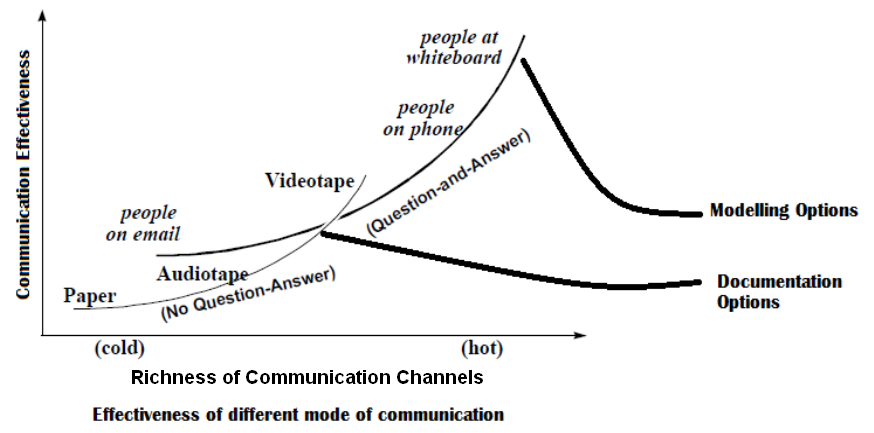 Communication Effectiveness
people at
whiteboard
people
on phone
(Question-and-Answer)
Videotape
people
on email
Audiotape
(No Question-Answer)
Paper
Modelling Options
Documentation
Options
(cold)
(hot)
Richness of Communication Channels
Effectiveness of different mode of communication